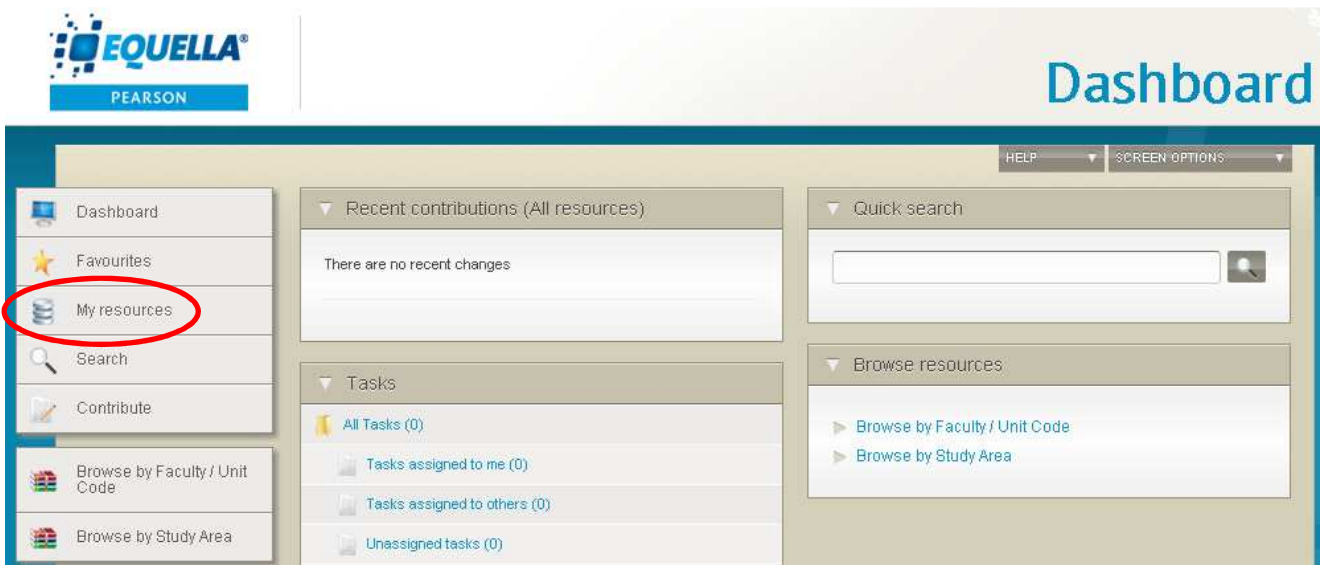 EQUELLA®
PEARSON
Dashboard
HELP
SCREEN OPTIONS
Dashboard
Favourites
My resources
Search
Contribute
Browse by Faculty / Unit
Code
Browse by Study Area
Recent contributions (All resources)
There are no recent changes
Tasks
All Tasks (0)
Tasks assigned to me (0)
Tasks assigned to others (0)
Unassigned tasks (0)
Quick search
Browse resources
Browse by Faculty / Unit Code
Browse by Study Area